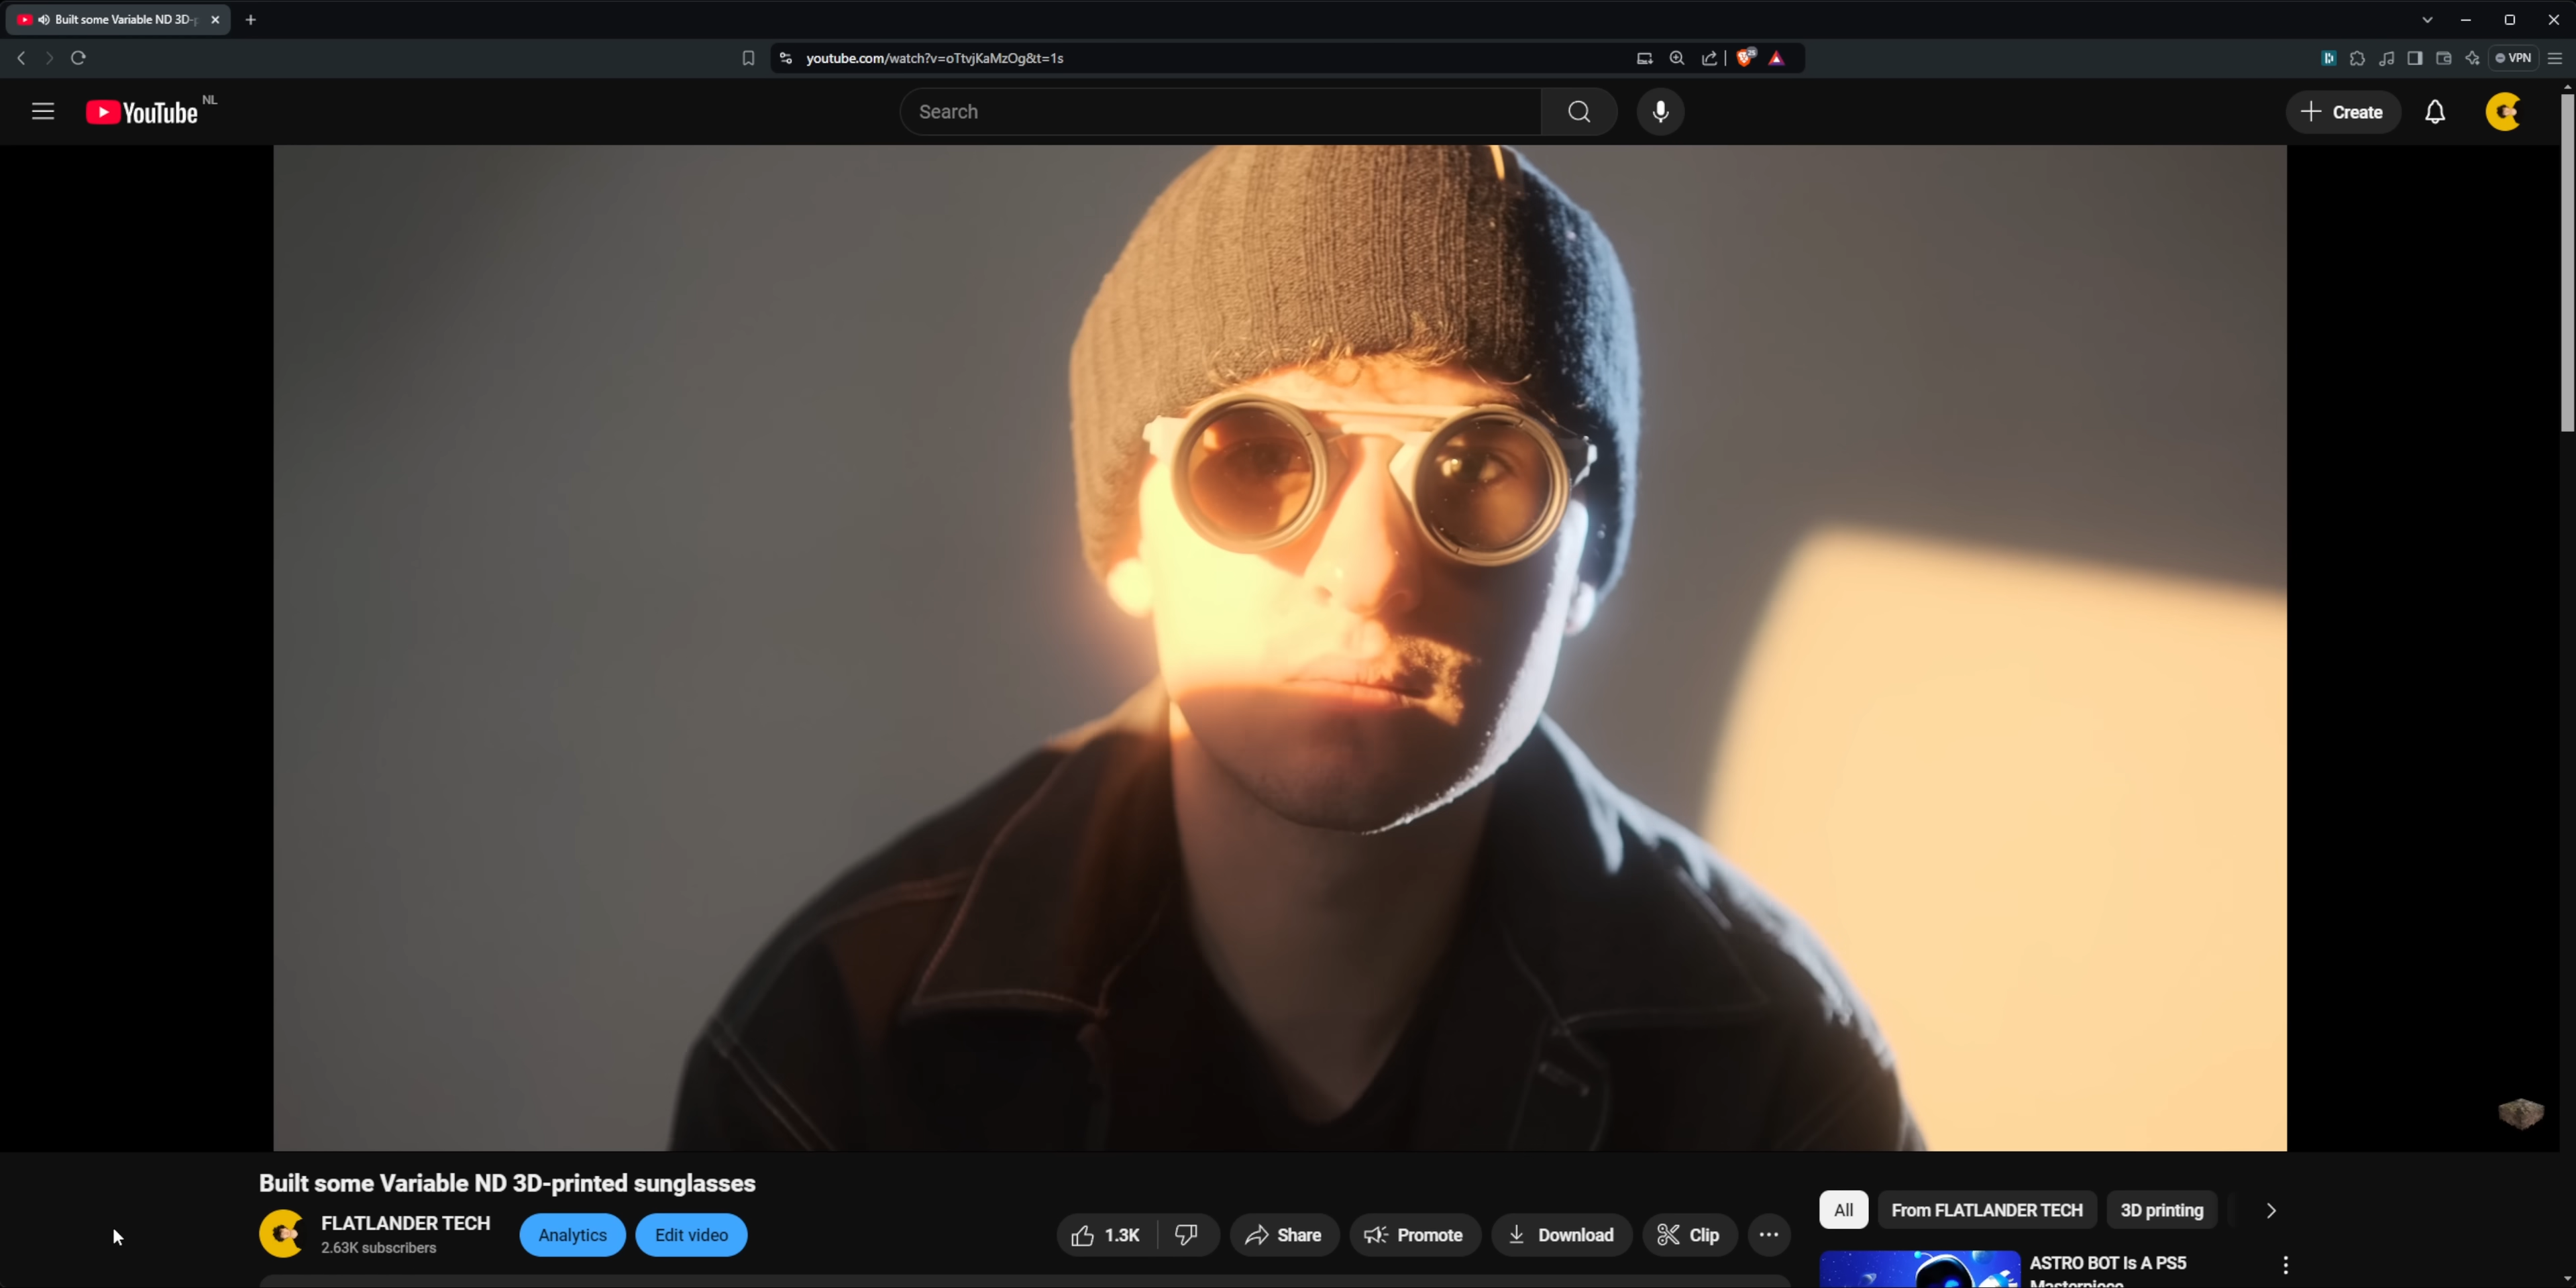 Built some Variable ND 3D-
youtube.com/watch?v=oTtvjKaMzOg&t=1s
25
VPN
YouTube NL
Search
Create
Built some Variable ND 3D-printed sunglasses
FLATLANDER TECH
2.63K subscribers
Analytics
Edit video
1.3K
Share
Promote
Download
Clip
All
From FLATLANDER TECH
3D printing
ASTRO BOT Is A PS5
Masterpiece